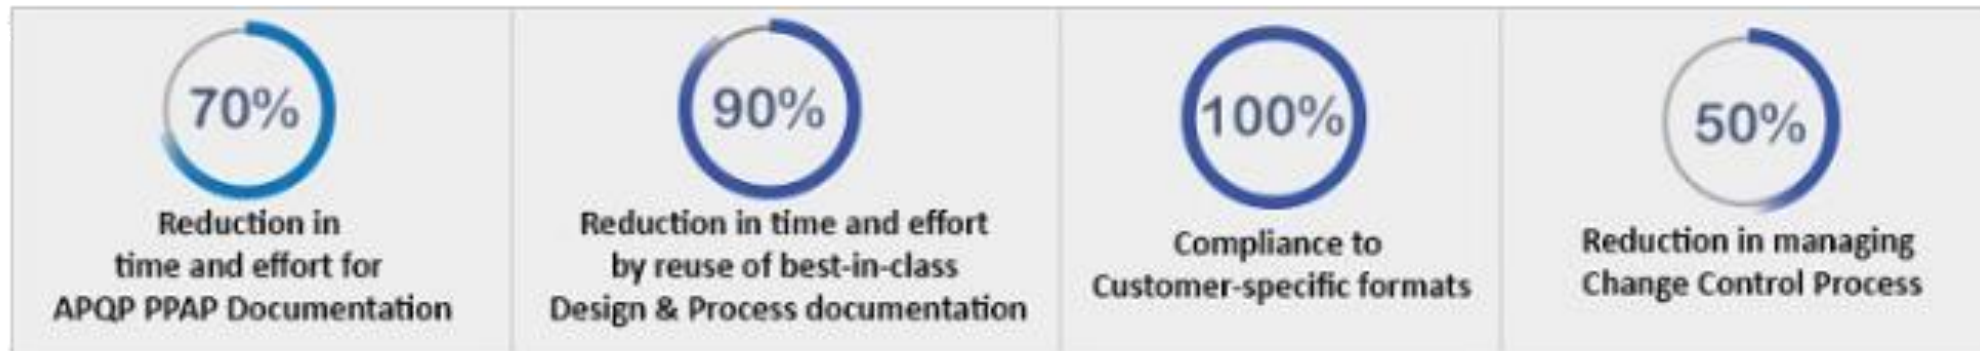 70%
Reduction in
time and effort for
APQP PPAP Documentation
90%
Reduction in time and effort
by reuse of best-in-class
Design & Process documentation
100%
Compliance to
Customer-specific formats
50%
Reduction in managing
Change Control Process